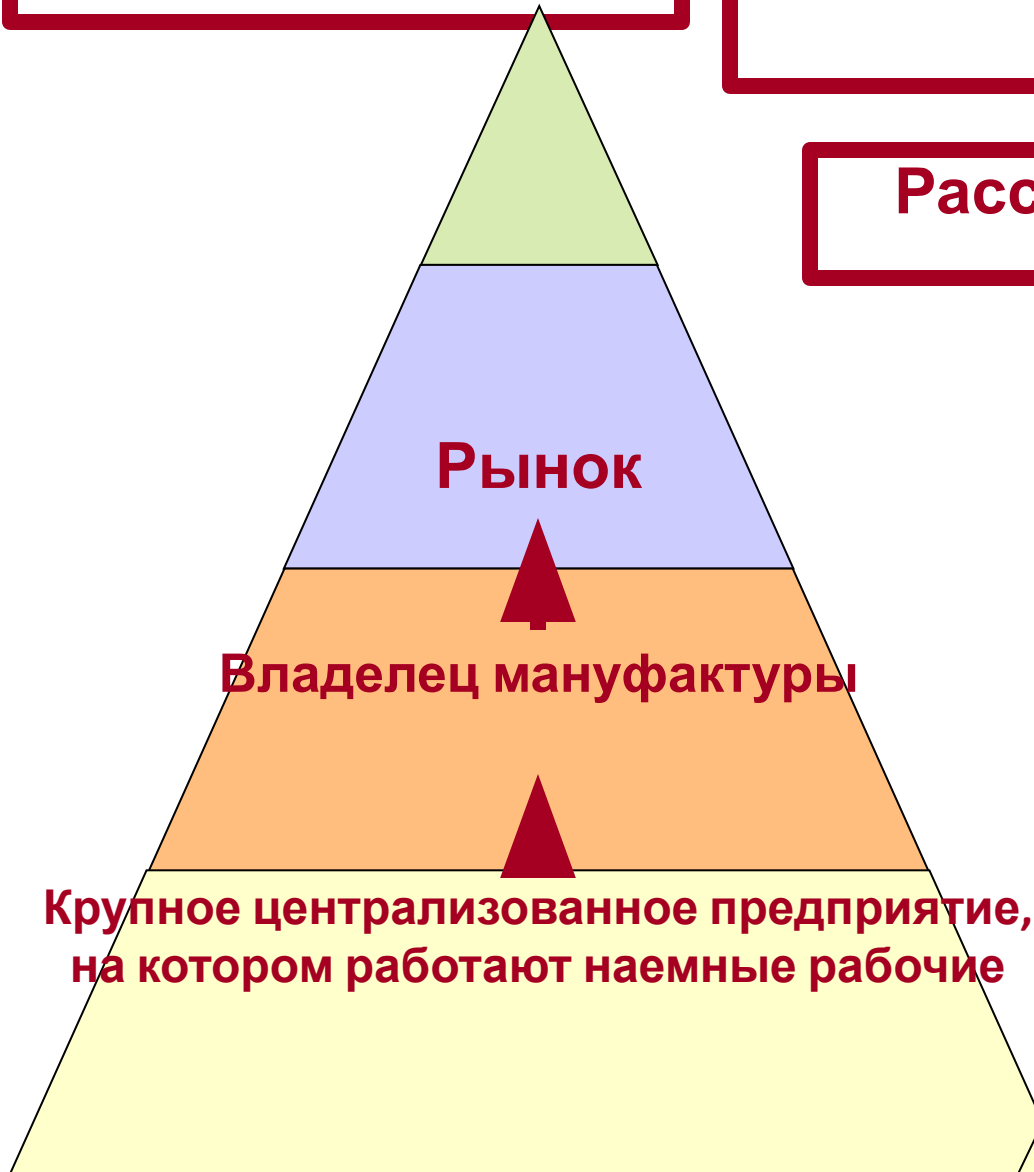 Рынок
Владелец мануфактуры
Крупное централизованное предприятие,
на котором работают наемные рабочие